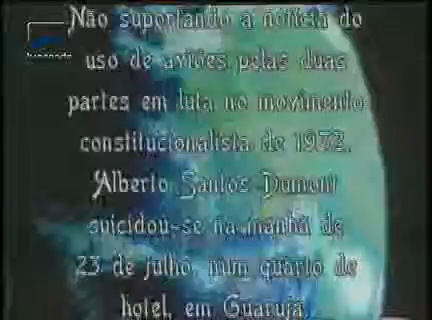 Não suportando a notícia do
uso de aviões pelas duas
partes em luta no movimento
constitucionalista de 1932,
Alberto Santos Dumont
suicidou-se na manhã de
23 de julho, num quarto de
hotel, em Guarujá